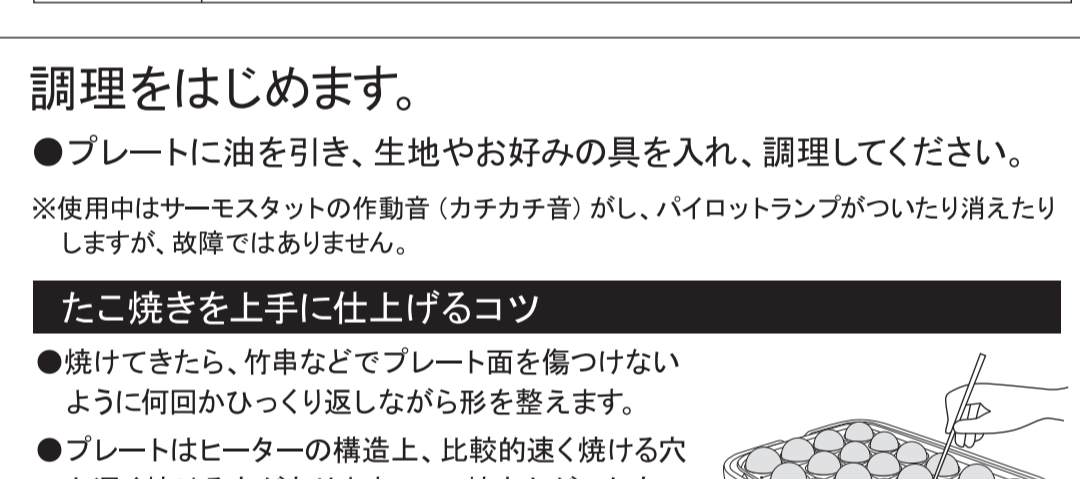 調理をはじめます。
●プレートに油を引き、生地やお好みの具を入れ、調理してください。
※使用中はサーモスタットの作動音（カチカチ音）がし、パイロットランプがついたり消えたり
しますが、故障ではありません。
たこ焼きを上手に仕上げるコツ
●焼けてきたら、竹串などでプレート面を傷つけない
ように何回かひっくり返しながら形を整えます。
●プレートはヒーターの構造上、比較的速く焼ける穴